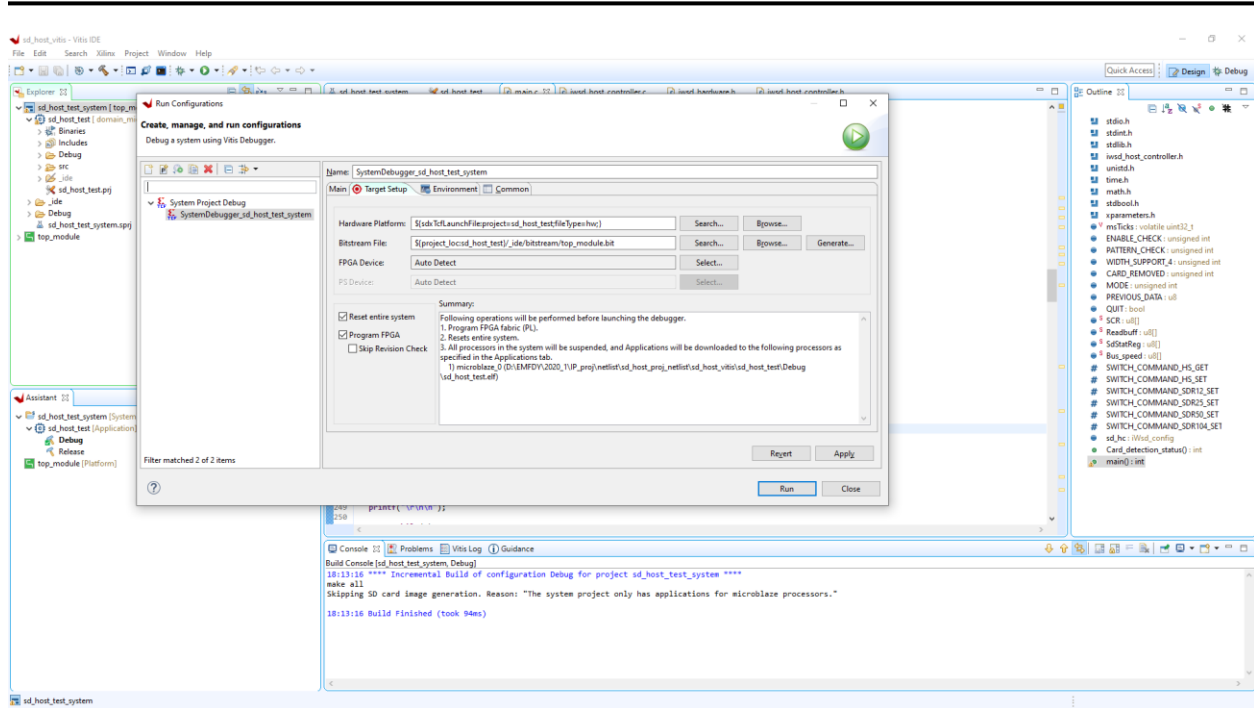 sd_host_vitis - Vitis IDE
File Edit Search Xilinx Project Window Help
Quick Access
Design
Debug
Explorer
sd_host_test_system
sd_host_test
main.c
iwsd_host_controller.c
iwsd_hardware.h
iwsd_host_controller.h
Outline
sd_host_test_system [ top_m
sd_host_test [ domain_mi
Binaries
Includes
Debug
src
_ide
sd_host_test.prj
_ide
Debug
sd_host_test_system.sprj
top_module
Run Configurations
Create, manage, and run configurations
Debug a system using Vitis Debugger.
System Project Debug
SystemDebugger_sd_host_test_system
Filter matched 2 of 2 items
Name: SystemDebugger_sd_host_test_system
Main Target Setup Environment Common
Hardware Platform: ${sdxTcfLaunchFile:project=sd_host_test;fileType=hw;} Search... Browse...
Bitstream File: ${project_loc:sd_host_test}/_ide/bitstream/top_module.bit Search... Browse... Generate...
FPGA Device: Auto Detect Select...
PS Device: Auto Detect Select...
Reset entire system
Program FPGA
Skip Revision Check
Summary:
Following operations will be performed before launching the debugger.
1. Program FPGA fabric (PL).
2. Resets entire system.
3. All processors in the system will be suspended, and Applications will be downloaded to the following processors as
specified in the Applications tab.
1) microblaze_0 (D:\EMFDY\2020_1\IP_proj\netlist\sd_host_proj_netlist\sd_host_vitis\sd_host_test\Debug
\sd_host_test.elf)
Revert Apply
Run Close
stdio.h
stdint.h
stdlib.h
iwsd_host_controller.h
unistd.h
time.h
math.h
stdbool.h
xparameters.h
msTicks : volatile uint32_t
ENABLE_CHECK : unsigned int
PATTERN_CHECK : unsigned int
WIDTH_SUPPORT_4 : unsigned int
CARD_REMOVED : unsigned int
MODE : unsigned int
PREVIOUS_DATA : u8
QUIT : bool
SCR : u8[]
Readbuff : u8[]
SdStatReg : u8[]
Bus_speed : u8[]
SWITCH_COMMAND_HS_GET
SWITCH_COMMAND_HS_SET
SWITCH_COMMAND_SDR12_SET
SWITCH_COMMAND_SDR25_SET
SWITCH_COMMAND_SDR50_SET
SWITCH_COMMAND_SDR104_SET
sd_hc : iWsd_config
Card_detection_status() : int
main() : int
Assistant
sd_host_test_system [System
sd_host_test [Application]
Debug
Release
top_module [Platform]
249 printf("\r\n\n");
250
Console Problems Vitis Log Guidance
Build Console [sd_host_test_system, Debug]
18:13:16 **** Incremental Build of configuration Debug for project sd_host_test_system ****
make all
Skipping SD card image generation. Reason: "The system project only has applications for microblaze processors."
18:13:16 Build Finished (took 94ms)
sd_host_test_system